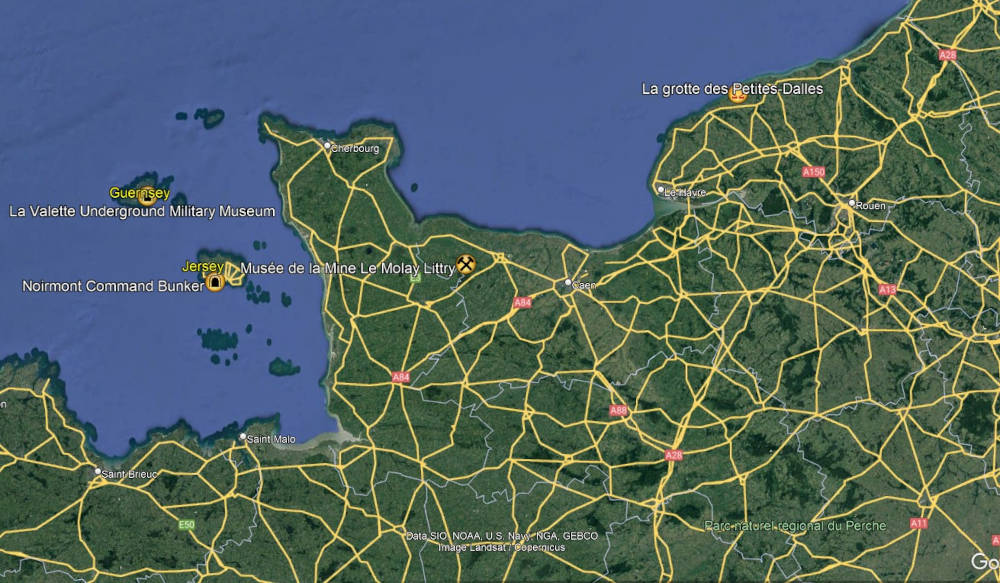 A28
La grotte des Petites-Dalles
Cherbourg
A150
Guernsey
Le Havre
La Valette Underground Military Museum
Rouen
Jersey
Musée de la Mine Le Molay Littry
E3
Noirmont Command Bunker
Caen
A13
A84
A84
A88
Saint Malo
A28
Saint Brieuc
E50
Parc naturel régional du Perche
A11
Data SIO, NOAA, U.S. Navy, NGA, GEBCO
Image Landsat / Copernicus